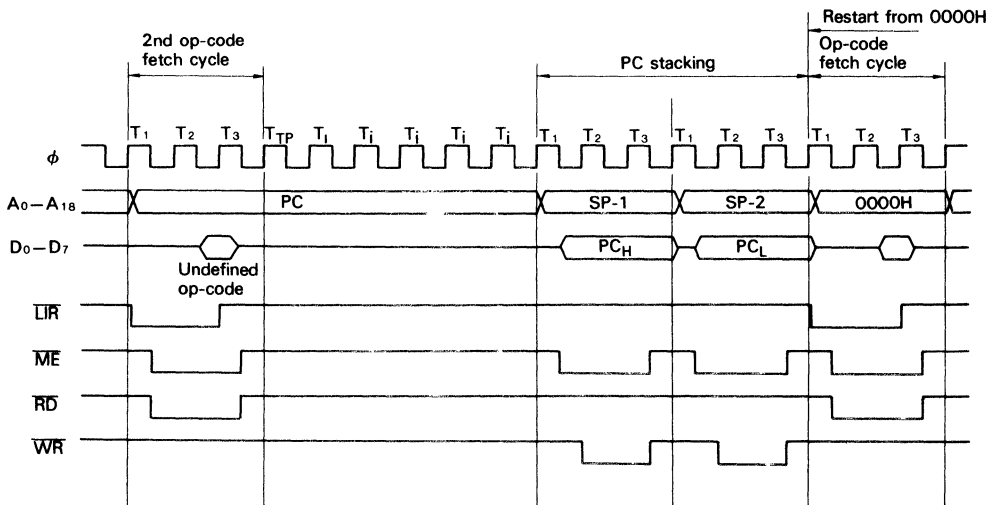 Restart from 0000H
2nd op-code
fetch cycle
PC stacking
Op-code
fetch cycle
T1 T2 T3 TTP Ti Ti Ti Ti Ti T1 T2 T3 T1 T2 T3 T1 T2 T3
φ
A0–A18 PC SP-1 SP-2 0000H
D0–D7 PCH PCL
Undefined
op-code
LIR
ME
RD
WR